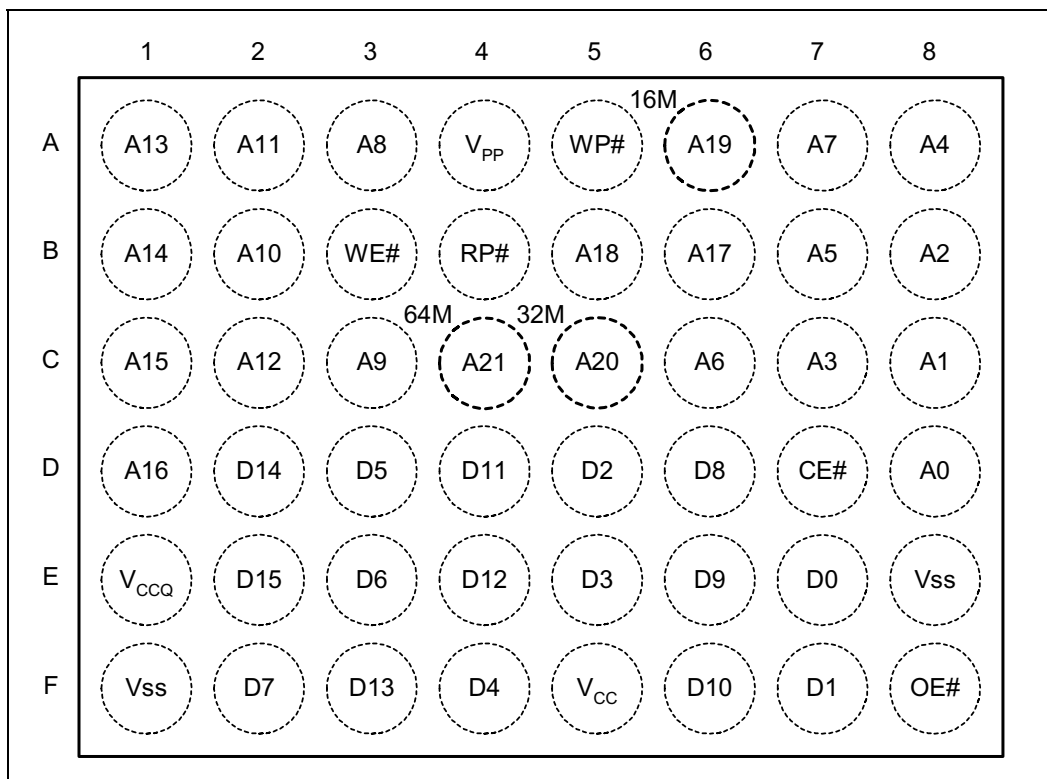 1 2 3 4 5 6 7 8
16M
A A13 A11 A8 VPP WP# A19 A7 A4
B A14 A10 WE# RP# A18 A17 A5 A2
64M 32M
C A15 A12 A9 A21 A20 A6 A3 A1
D A16 D14 D5 D11 D2 D8 CE# A0
E VCCQ D15 D6 D12 D3 D9 D0 Vss
F Vss D7 D13 D4 VCC D10 D1 OE#